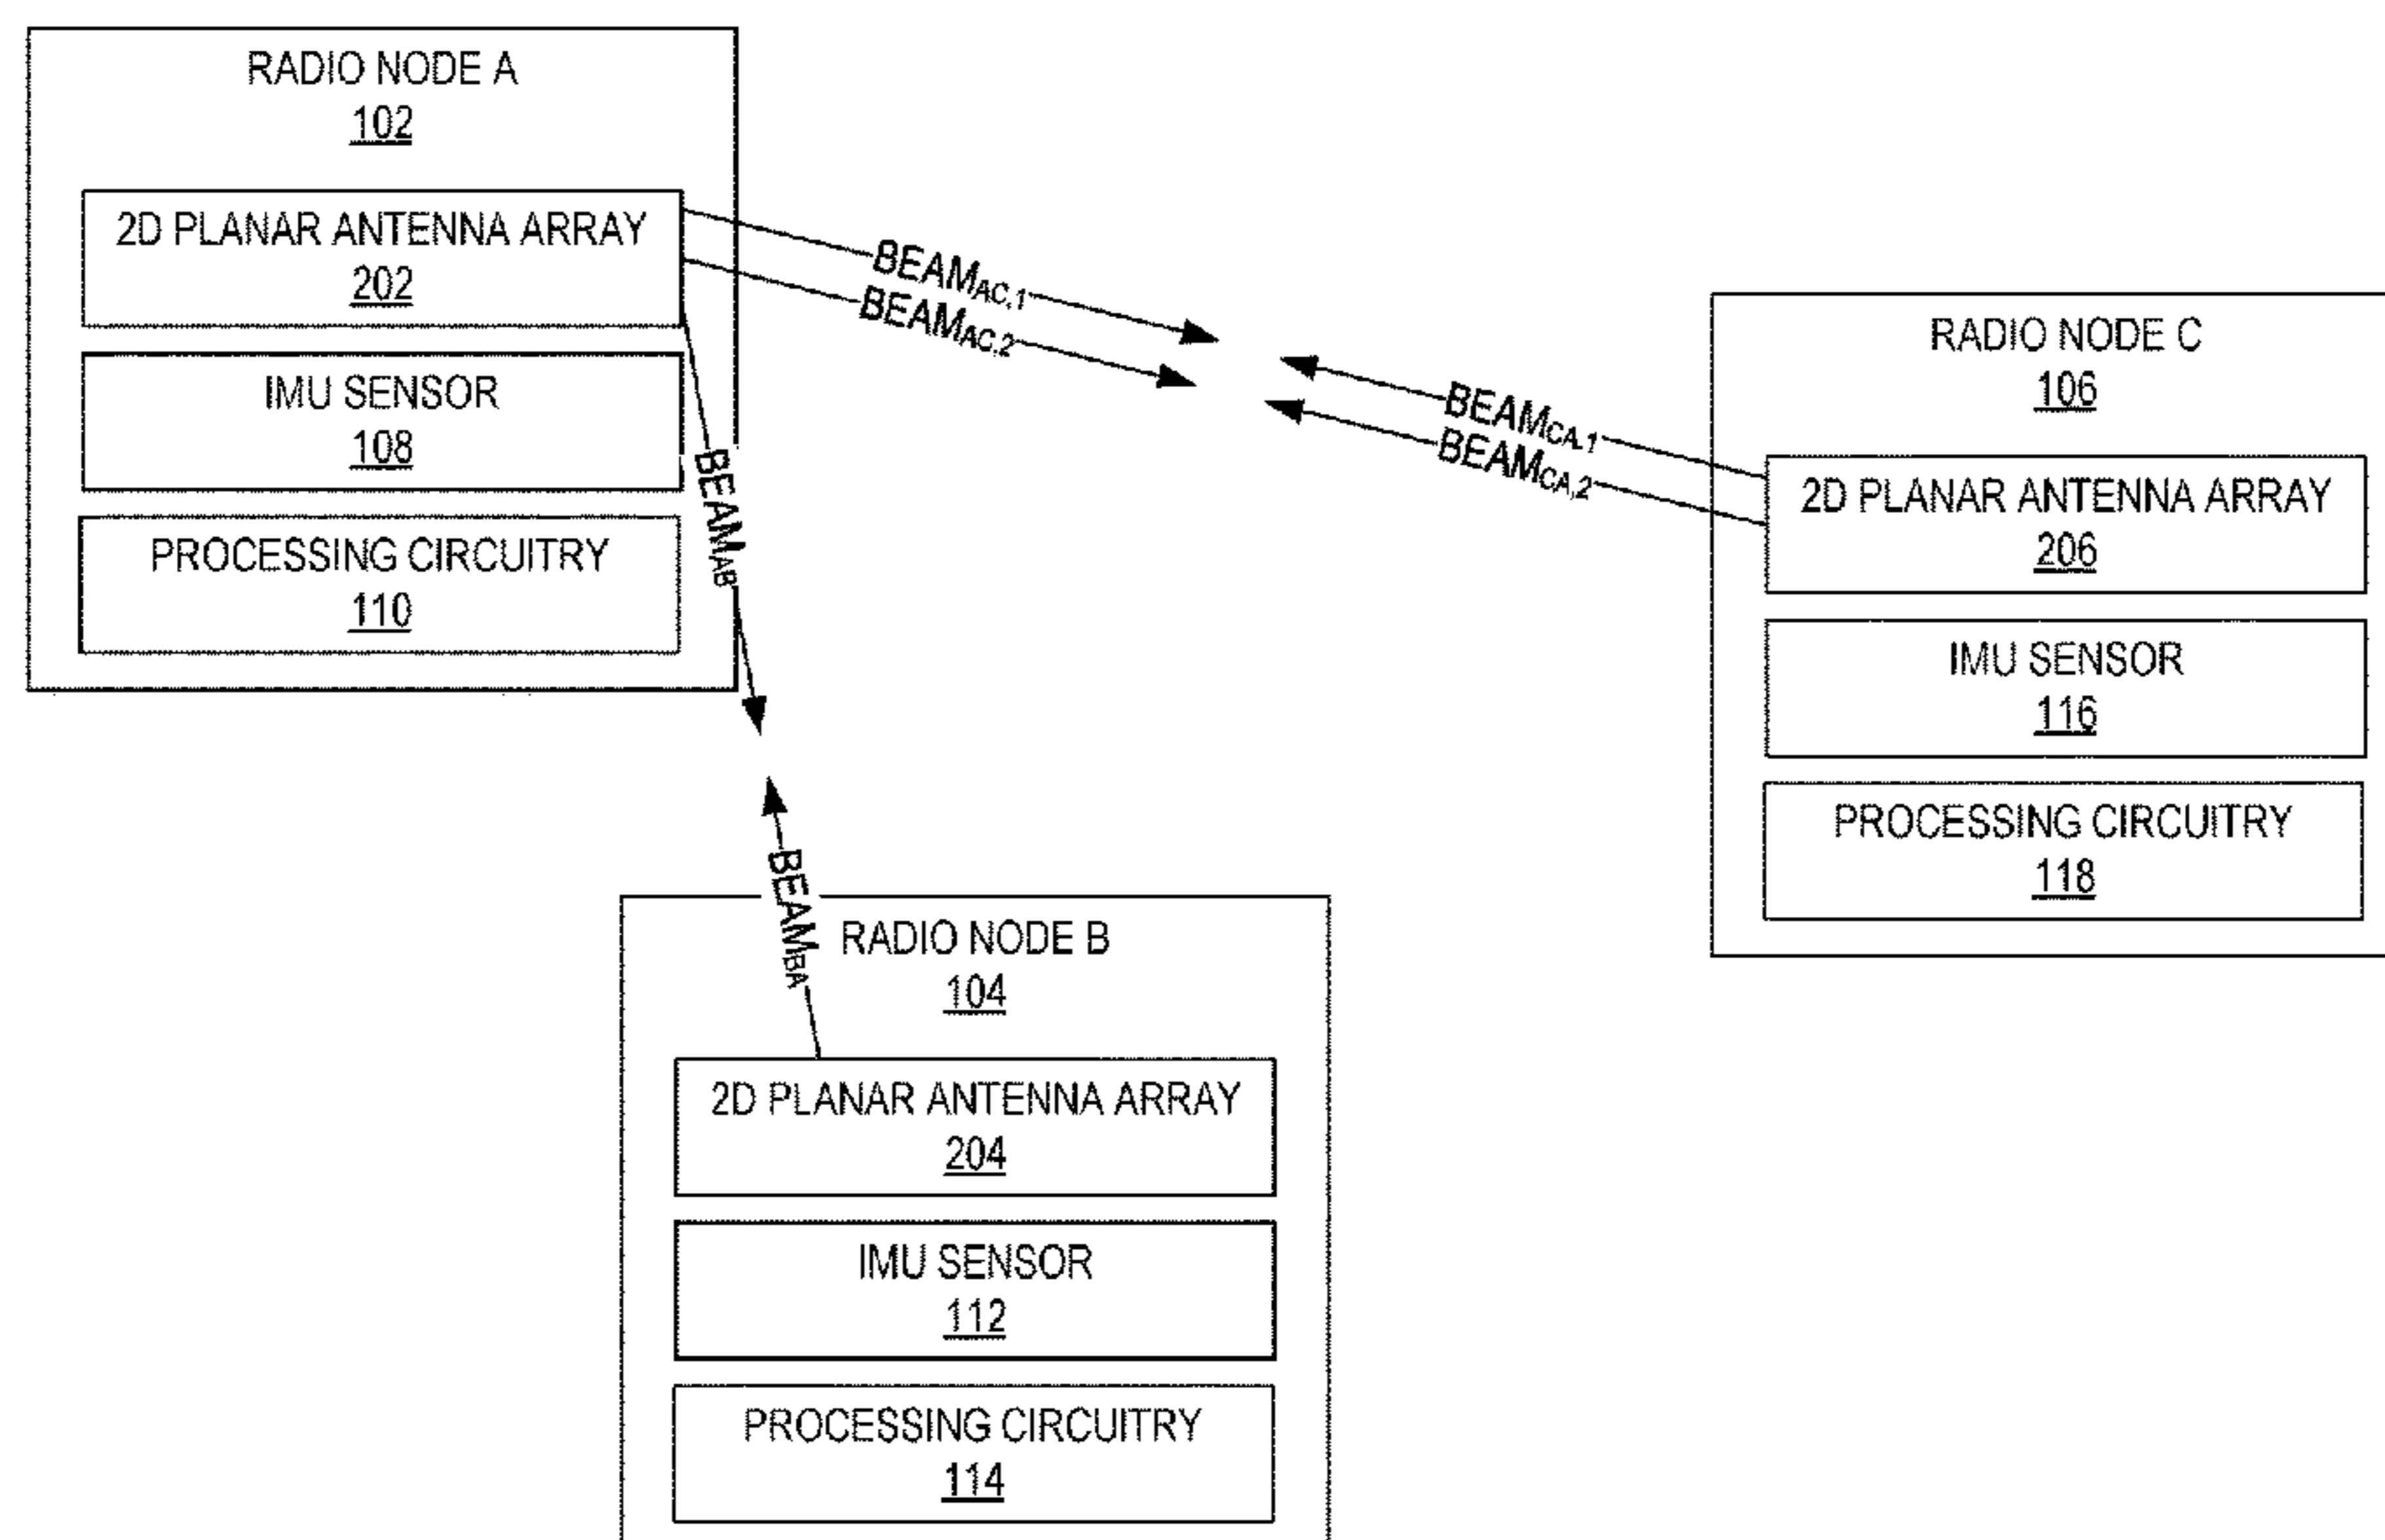 RADIO NODE A
102
2D PLANAR ANTENNA ARRAY
202
IMU SENSOR
108
PROCESSING CIRCUITRY
110
BEAMAC,1
BEAMAC,2
BEAMAB
BEAMCA,1
BEAMCA,2
RADIO NODE C
106
2D PLANAR ANTENNA ARRAY
206
IMU SENSOR
116
PROCESSING CIRCUITRY
118
BEAMBA
RADIO NODE B
104
2D PLANAR ANTENNA ARRAY
204
IMU SENSOR
112
PROCESSING CIRCUITRY
114